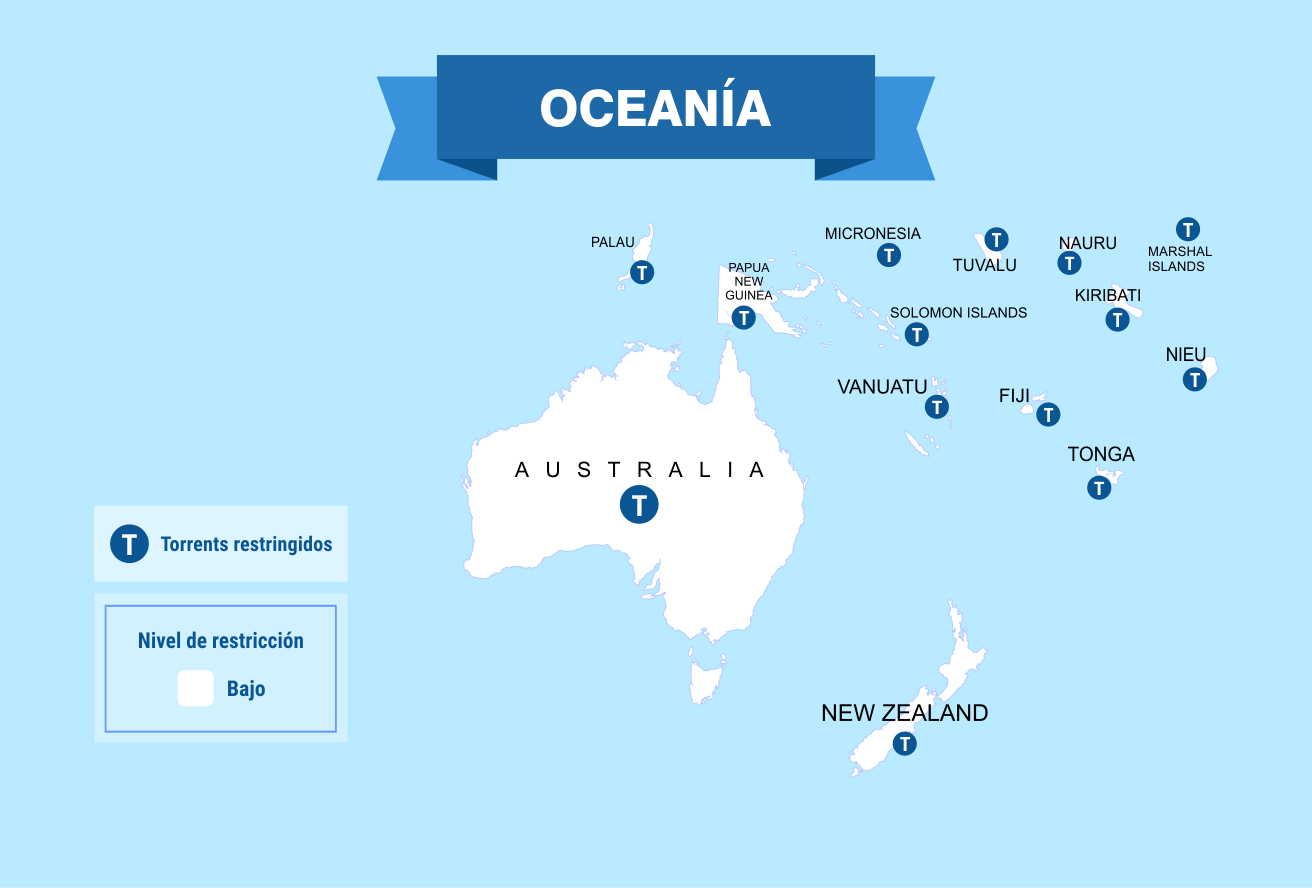 OCEANÍA
PALAU
T
PAPUA
NEW
GUINEA
T
MICRONESIA
T
T
TUVALU
NAURU
T
T
MARSHAL
ISLANDS
KIRIBATI
T
SOLOMON ISLANDS
T
NIEU
T
VANUATU
T
FIJI
T
TONGA
T
AUSTRALIA
T
T Torrents restringidos
Nivel de restricción
Bajo
NEW ZEALAND
T